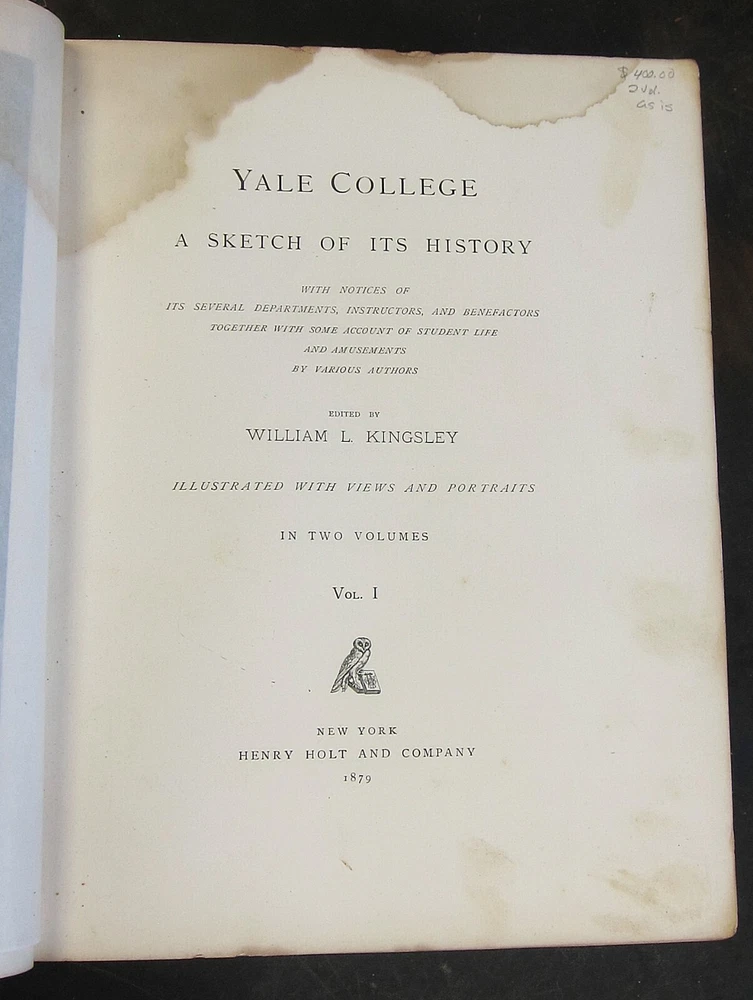 $400.00
2 vol.
as is
YALE COLLEGE
A SKETCH OF ITS HISTORY
WITH NOTICES OF
ITS SEVERAL DEPARTMENTS, INSTRUCTORS, AND BENEFACTORS
TOGETHER WITH SOME ACCOUNT OF STUDENT LIFE
AND AMUSEMENTS
BY VARIOUS AUTHORS
EDITED BY
WILLIAM L. KINGSLEY
ILLUSTRATED WITH VIEWS AND PORTRAITS
IN TWO VOLUMES
VOL. I
NEW YORK
HENRY HOLT AND COMPANY
1879